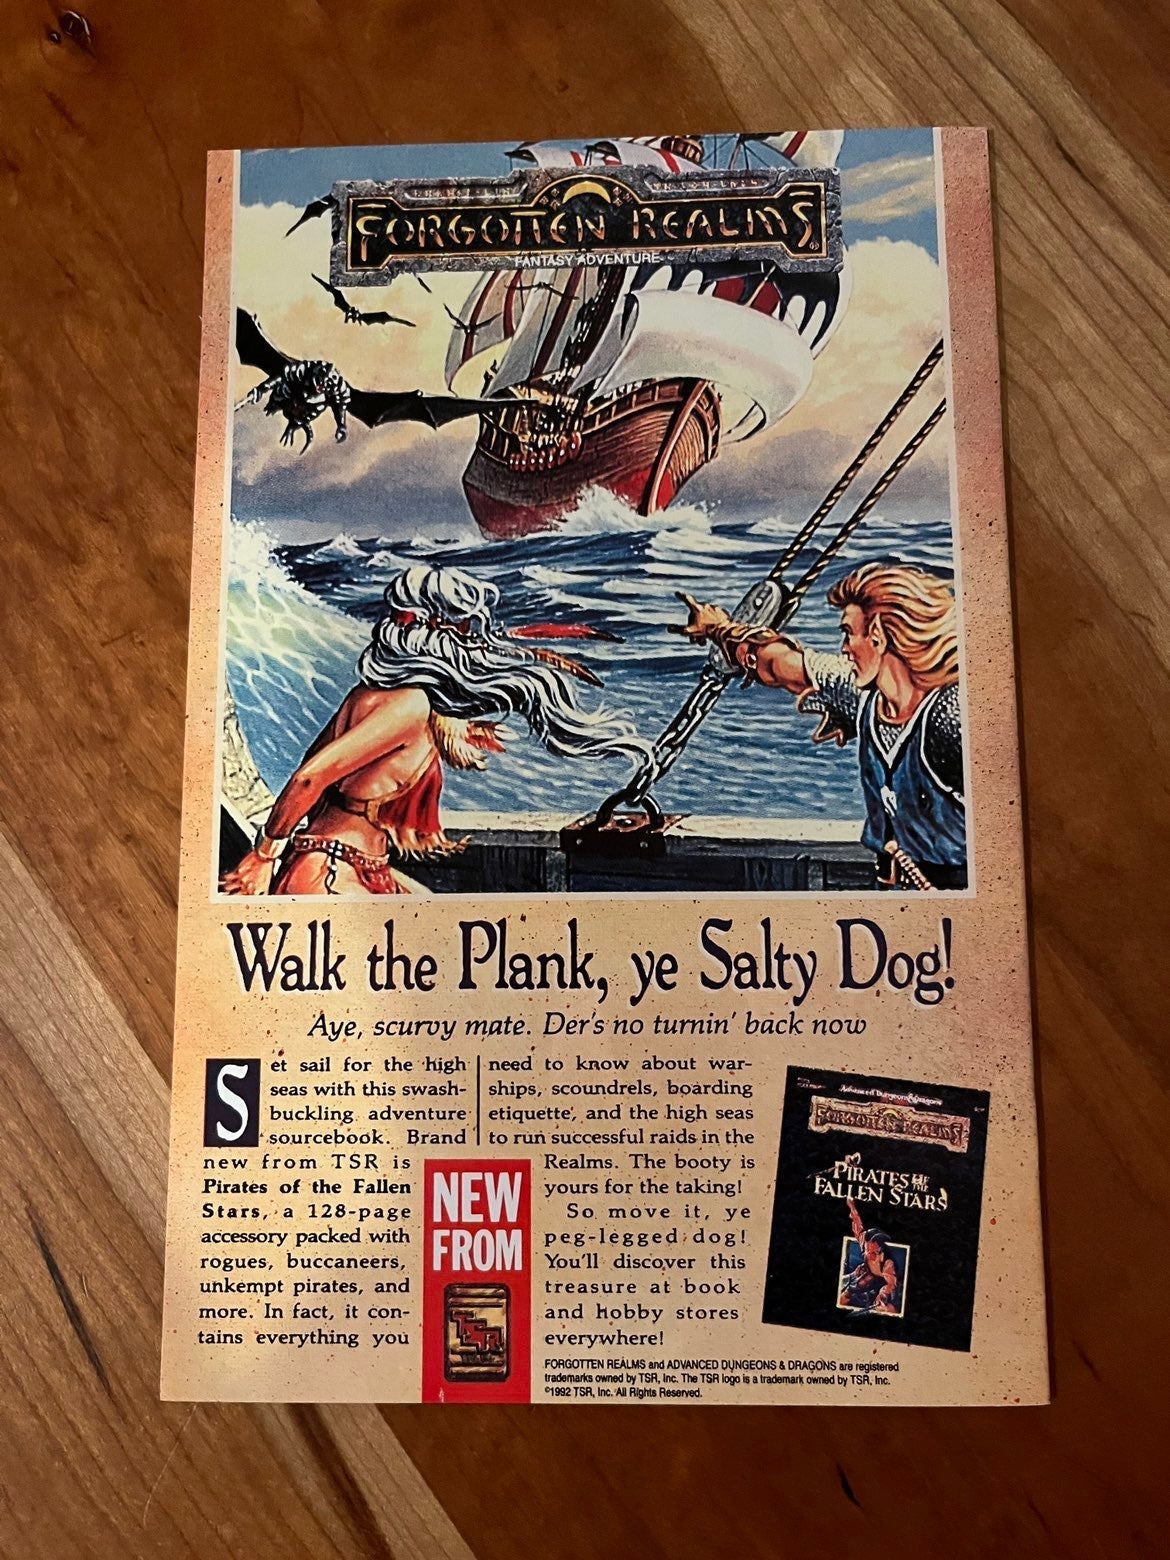 FORGOTTEN REALMS
FANTASY ADVENTURE
Walk the Plank, ye Salty Dog!
Aye, scurvy mate. Der's no turnin' back now
Set sail for the high
seas with this swash-
buckling adventure
sourcebook. Brand
new from TSR is
Pirates of the Fallen
Stars, a 128-page
accessory packed with
rogues, buccaneers,
unkempt pirates, and
more. In fact, it con-
tains everything you
need to know about war-
ships, scoundrels, boarding
etiquette, and the high seas
to run successful raids in the
Realms. The booty is
yours for the taking!
So move it, ye
peg-legged dog!
You'll discover this
treasure at book
and hobby stores
everywhere!
NEW
FROM
TSR
Advanced Dungeons & Dragons
FORGOTTEN REALMS
PIRATES OF THE
FALLEN STARS
FORGOTTEN REALMS and ADVANCED DUNGEONS & DRAGONS are registered
trademarks owned by TSR, Inc. The TSR logo is a trademark owned by TSR, Inc.
©1992 TSR, Inc. All Rights Reserved.